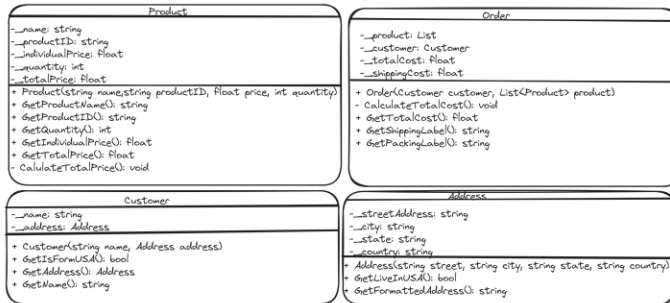 Product
-_name: string
-_productID: string
-_individualPrice: float
-_quantity: int
-_totalPrice: float
+ Product(string name,string productID, float price, int quantity)
+ GetProductName(): string
+ GetProductID(): string
+ GetQuantity(): int
+ GetIndividualPrice(): float
+ GetTotalPrice(): float
- CalulateTotalPrice(): void
Order
-_product: List
-_customer: Customer
-_totalCost: float
-_shippingCost: float
+ Order(Customer customer, List<Product> product)
- CalculateTotalCost(): void
+ GetTotalCost(): float
+ GetShippingLabel(): string
+ GetPackingLabel(): string
Customer
-_name: string
-_address: Address
+ Customer(string name, Address address)
+ GetIsFormUSA(): bool
+ GetAddress(): Address
+ GetName(): string
Address
-_streetAddress: string
-_city: string
-_state: string
-_country: string
+ Address(string street, string city, string state, string country)
+ GetLiveInUSA(): bool
+ GetFormattedAddress(): string